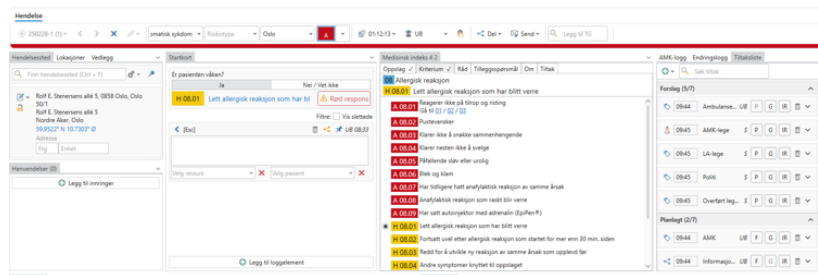 Hendelse
250228-1 (1)
matisk sykdom
Risikotype
Oslo
A
01:12:13
UB
Del
Send
Legg til TG
Hendelsessted Lokasjoner Vedlegg
Finn hendelsessted (Ctrl + F)
Rolf E. Stenersens allé 5, 0858 Oslo, Oslo
50/1
Rolf E. Stenersens allé 5
Nordre Aker, Oslo
59,9522° N 10,7303° Ø
Adresse
Etg Enhet
Henvendelser (0)
Legg til innringer
Startkort
Er pasienten våken?
Ja Nei / Vet ikke
H 08.01 Lett allergisk reaksjon som har bl Rød respons
Filtre: Vis slettede
[Esc] UB 08:33
Velg ressurs Velg pasient
Legg til loggelement
Medisinsk indeks 4.2
Oppslag ✓ Kriterium ✓ Råd Tilleggsspørsmål Om Tiltak
08 Allergisk reaksjon
H 08.01 Lett allergisk reaksjon som har blitt verre
A 08.01 Reagerer ikke på tilrop og risting
Gå til [1] / [2] / [3]
A 08.02 Pustevansker
A 08.03 Klarer ikke å snakke sammenhengende
A 08.04 Klarer nesten ikke å svelge
A 08.05 Påfallende sløv eller urolig
A 08.06 Blek og klam
A 08.07 Har tidligere hatt anafylaktisk reaksjon av samme årsak
A 08.08 Anafylaktisk reaksjon som raskt blir verre
A 08.09 Har satt autoinjektor med adrenalin (EpiPen®)
H 08.01 Lett allergisk reaksjon som har blitt verre
H 08.02 Fortsatt uvel etter allergisk reaksjon som startet for mer enn 30 min. siden
H 08.03 Redd for å utvikle ny reaksjon av samme årsak som opplevd før
H 08.04 Andre symptomer knyttet til oppslaget
AMK-logg Endringslogg Tiltaksliste
Søk tiltak
Forslag (5/7)
09:44 Ambulanse... UB P G IR
09:45 AMK-lege S P G IR
09:45 LA-lege S P G IR
09:45 Politi S P G IR
09:45 Overført leg... S P G IR
Planlagt (2/7)
09:44 AMK UB F G IR
09:44 Informasjo... UB F G IR